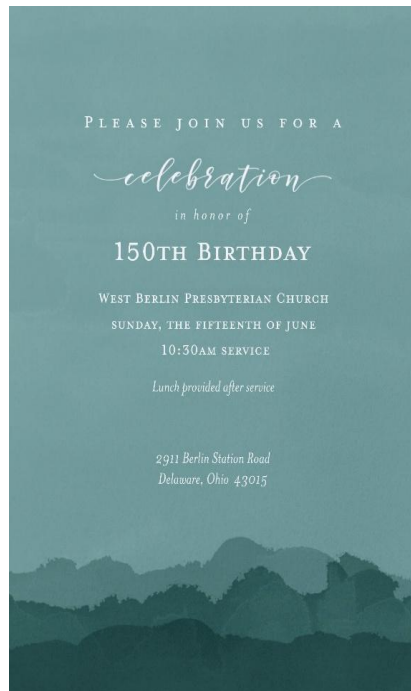 Please join us for a
celebration
in honor of
150th Birthday
West Berlin Presbyterian Church
sunday, the fifteenth of june
10:30am service
Lunch provided after service
2911 Berlin Station Road
Delaware, Ohio 43015